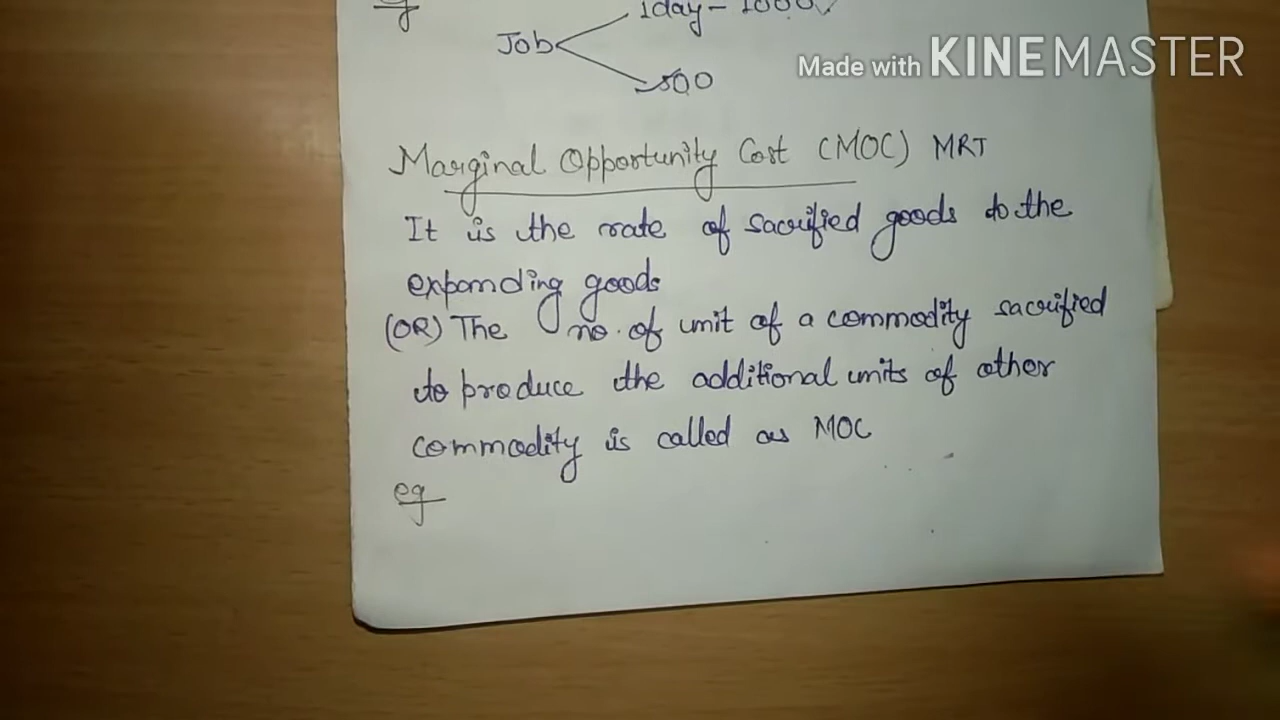 eg
1day - 1000 ✓
Job
500
Made with KINEMASTER
Marginal Opportunity Cost (MOC) MRT
It is the rate of sacrified goods to the
expanding goods
(OR) The no. of unit of a commodity sacrified
to produce the additional units of other
commodity is called as MOC
eg